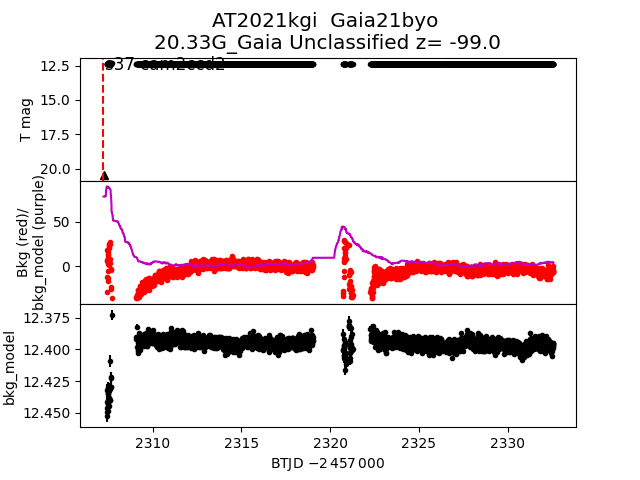 AT2021kgi  Gaia21byo
20.33G_Gaia Unclassified z= -99.0
s37 cam2ccd2
12.5
15.0
17.5
20.0
T mag
50
0
Bkg (red)/
bkg_model (purple)
12.375
12.400
12.425
12.450
bkg_model
2310 2315 2320 2325 2330
BTJD −2 457 000